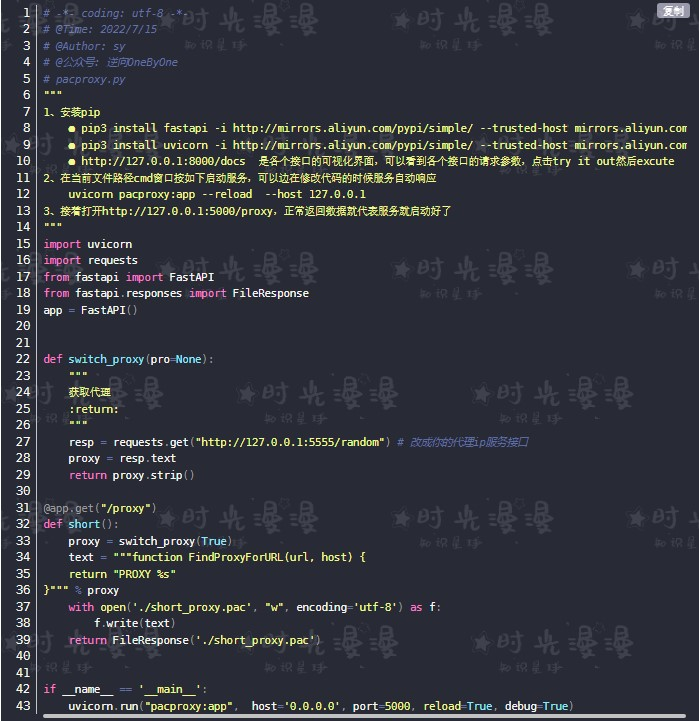 复制
1 # -*- coding: utf-8 -*-
2 # @Time: 2022/7/15
3 # @Author: sy
4 # @公众号: 逆向OneByOne
5 # pacproxy.py
6 """
7 1、安装pip
8     ● pip3 install fastapi -i http://mirrors.aliyun.com/pypi/simple/ --trusted-host mirrors.aliyun.com
9     ● pip3 install uvicorn -i http://mirrors.aliyun.com/pypi/simple/ --trusted-host mirrors.aliyun.com
10     ● http://127.0.0.1:8000/docs  是各个接口的可视化界面，可以看到各个接口的请求参数，点击try it out然后excute
11 2、在当前文件路径cmd窗口按如下启动服务，可以边在修改代码的时候服务自动响应
12     uvicorn pacproxy:app --reload  --host 127.0.0.1
13 3、接着打开http://127.0.0.1:5000/proxy，正常返回数据就代表服务就启动好了
14 """
15 import uvicorn
16 import requests
17 from fastapi import FastAPI
18 from fastapi.responses import FileResponse
19 app = FastAPI()
20
21
22 def switch_proxy(pro=None):
23     """
24     获取代理
25     :return:
26     """
27     resp = requests.get("http://127.0.0.1:5555/random") # 改成你的代理ip服务接口
28     proxy = resp.text
29     return proxy.strip()
30
31 @app.get("/proxy")
32 def short():
33     proxy = switch_proxy(True)
34     text = """function FindProxyForURL(url, host) {
35     return "PROXY %s"
36 }""" % proxy
37     with open('./short_proxy.pac', "w", encoding='utf-8') as f:
38         f.write(text)
39     return FileResponse('./short_proxy.pac')
40
41
42 if __name__ == '__main__':
43     uvicorn.run("pacproxy:app",  host='0.0.0.0', port=5000, reload=True, debug=True)
时光漫漫
知识星球